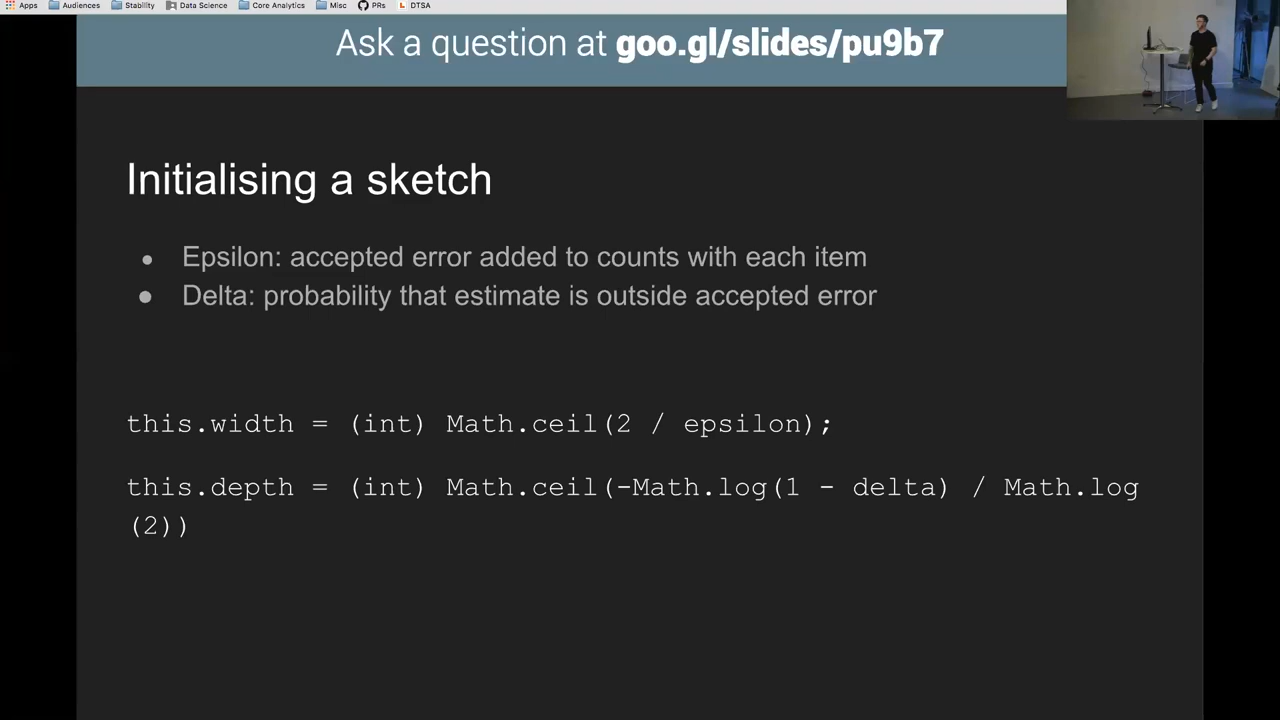 Apps Audiences Stability Data Science Core Analytics Misc PRs DTSA
Ask a question at goo.gl/slides/pu9b7
Initialising a sketch
● Epsilon: accepted error added to counts with each item
● Delta: probability that estimate is outside accepted error
this.width = (int) Math.ceil(2 / epsilon);
this.depth = (int) Math.ceil(-Math.log(1 - delta) / Math.log
(2))